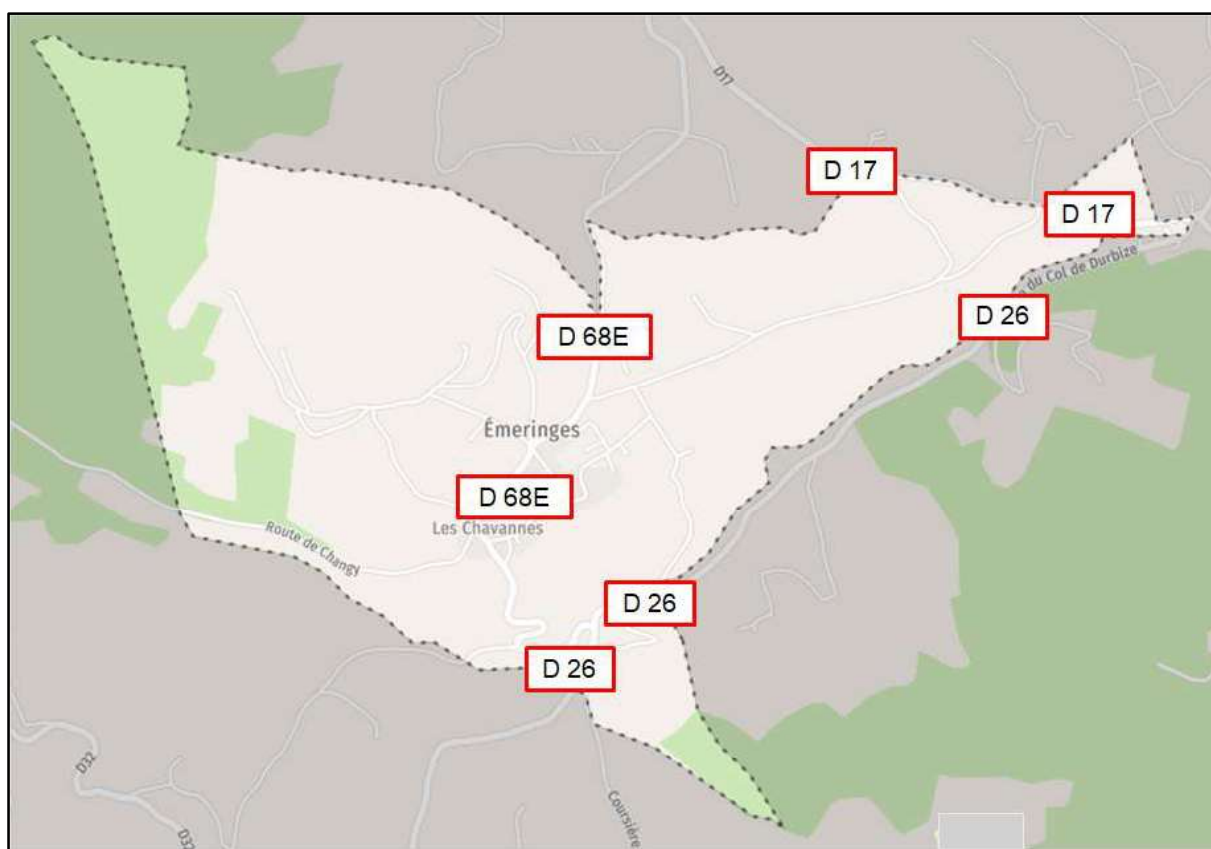 D17
D 17
D 17
e du Col de Durbize
D 26
D 68E
Émeringes
D 68E
Les Chavannes
Route de Changy
D 26
D 26
D32
D32
Coursière